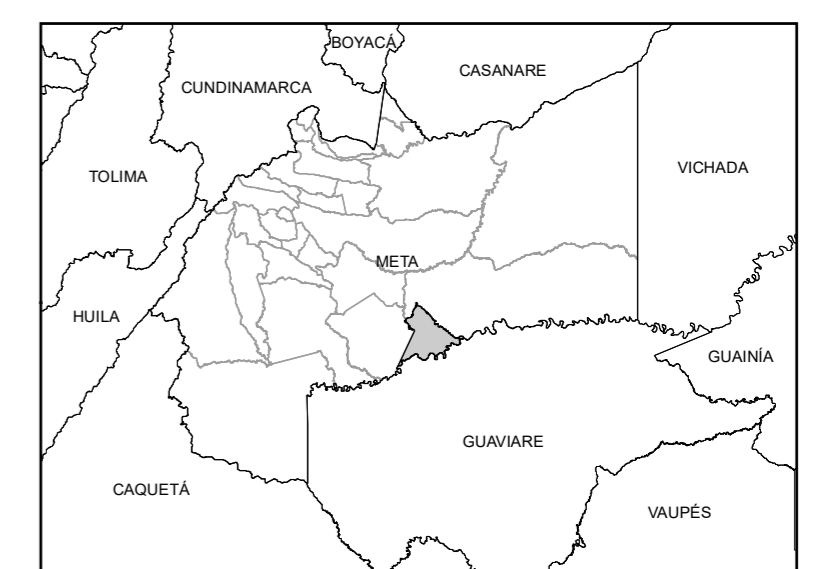 BOYACÁ
CASANARE
CUNDINAMARCA
VICHADA
TOLIMA
META
HUILA
GUAINÍA
GUAVIARE
CAQUETÁ
VAUPÉS